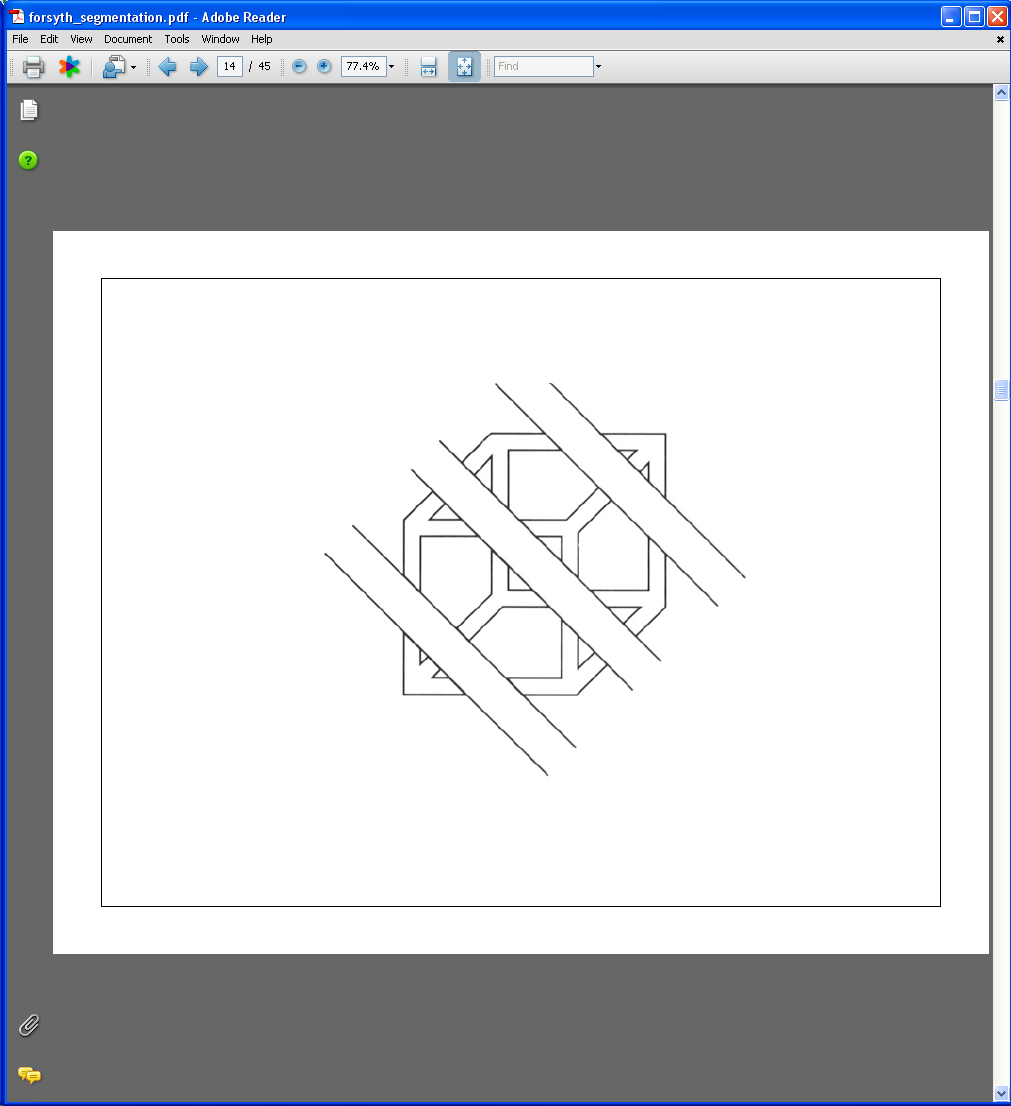 forsyth_segmentation.pdf - Adobe Reader
File Edit View Document Tools Window Help
14 / 45 77.4% Find